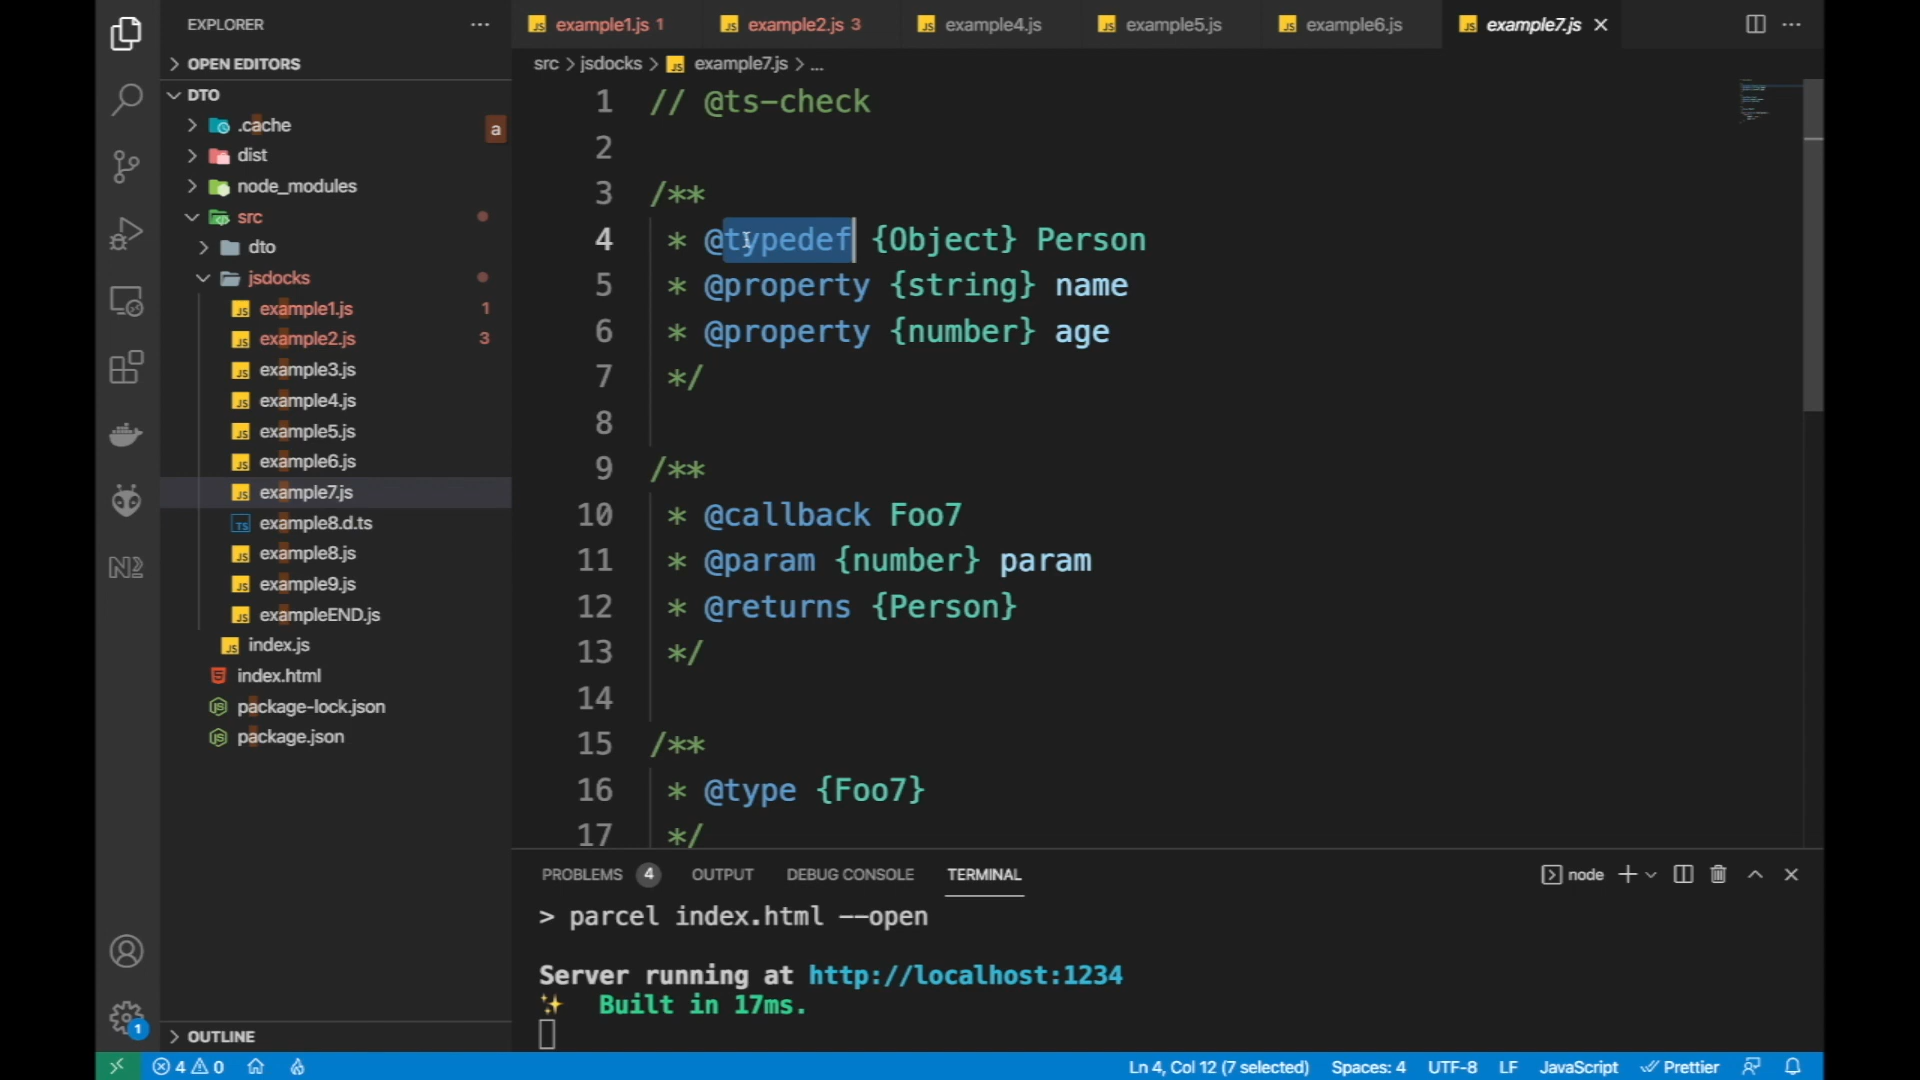 EXPLORER
OPEN EDITORS
DTO
.cache
a
dist
node_modules
src
dto
jsdocks
example1.js 1
example2.js 3
example3.js
example4.js
example5.js
example6.js
example7.js
example8.d.ts
example8.js
example9.js
exampleEND.js
index.js
index.html
package-lock.json
package.json
OUTLINE
example1.js 1 example2.js 3 example4.js example5.js example6.js example7.js
src > jsdocks > example7.js > ...
1 // @ts-check
2
3 /**
4 * @typedef {Object} Person
5 * @property {string} name
6 * @property {number} age
7 */
8
9 /**
10 * @callback Foo7
11 * @param {number} param
12 * @returns {Person}
13 */
14
15 /**
16 * @type {Foo7}
17 */
PROBLEMS 4 OUTPUT DEBUG CONSOLE TERMINAL node
> parcel index.html --open
Server running at http://localhost:1234
✨ Built in 17ms.
1
4 0 Ln 4, Col 12 (7 selected) Spaces: 4 UTF-8 LF JavaScript Prettier